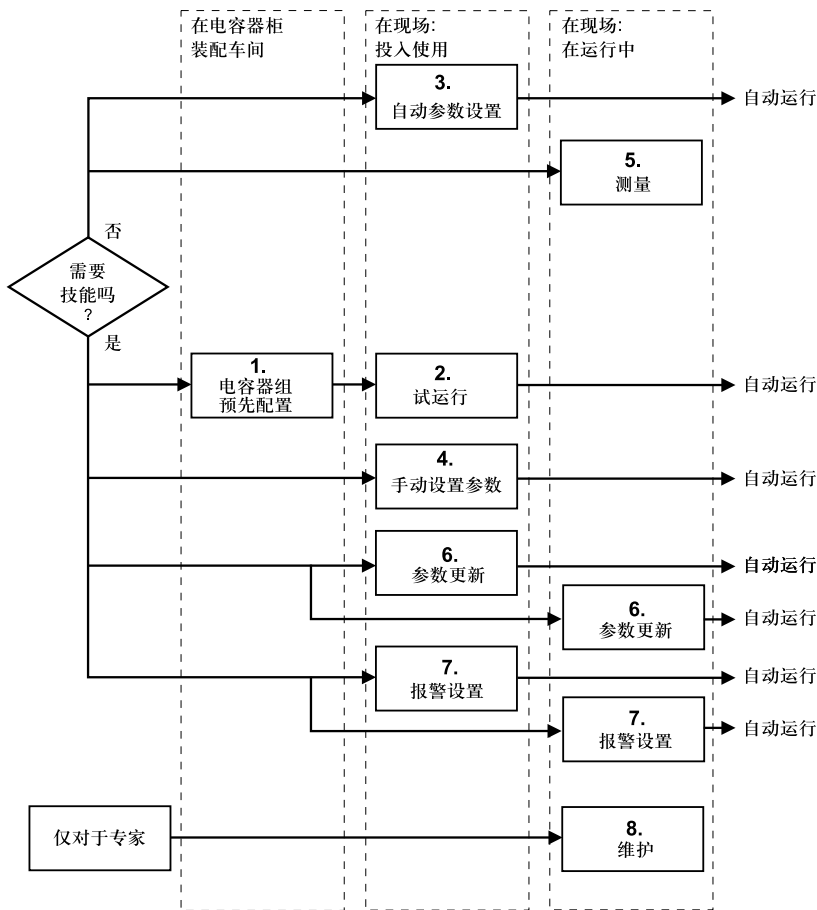 在电容器柜
装配车间
在现场:
投入使用
在现场:
在运行中
3.
自动参数设置
自动运行
5.
测量
否
需要
技能吗
?
是
1.
电容器组
预先配置
2.
试运行
自动运行
4.
手动设置参数
自动运行
6.
参数更新
自动运行
6.
参数更新
自动运行
7.
报警设置
自动运行
7.
报警设置
自动运行
仅对于专家
8.
维护